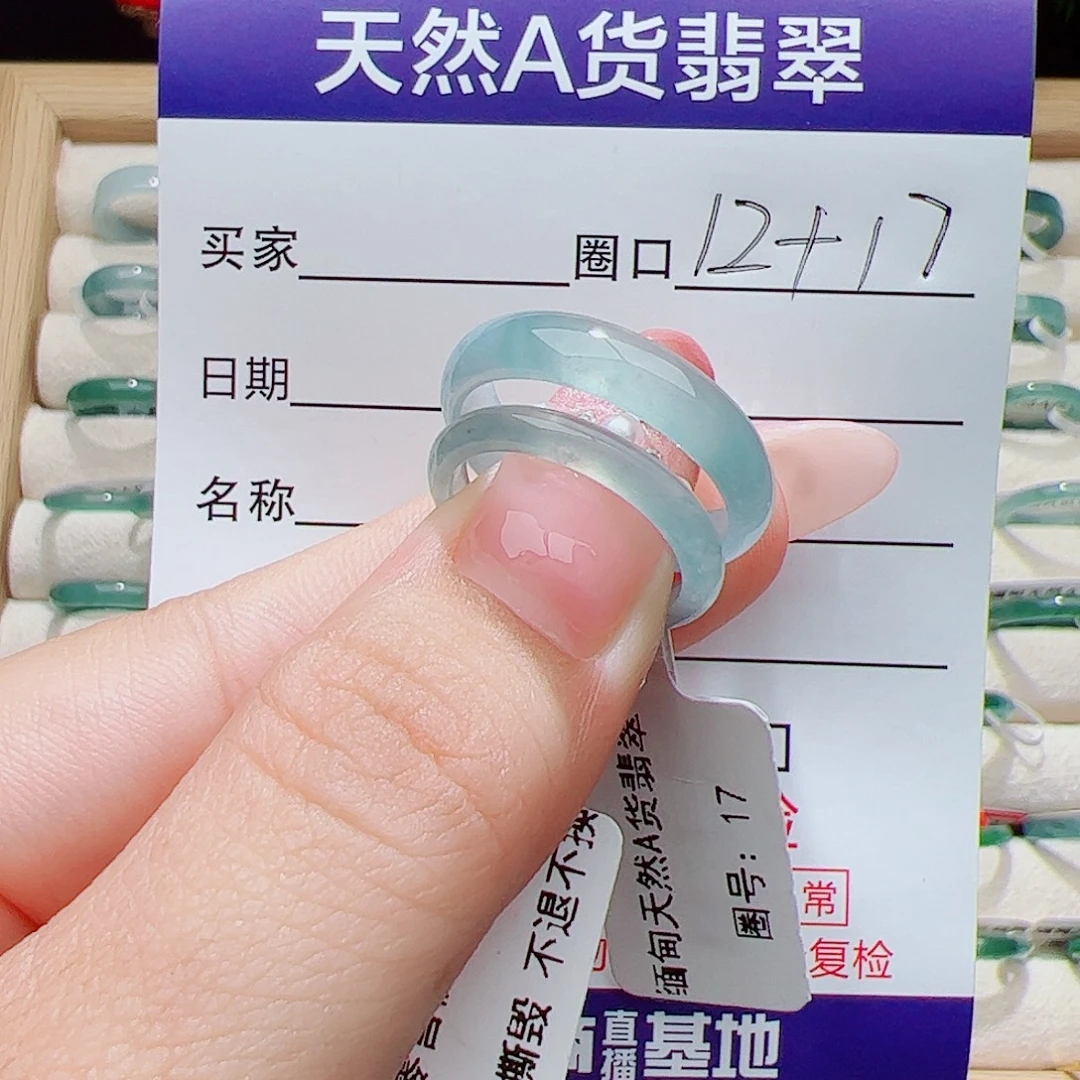 天然A货翡翠
买家
圈口 12+17
日期
名称
常
复检
缅甸天然A货翡翠
圈号：17
撕毁 不退不换
直播基地